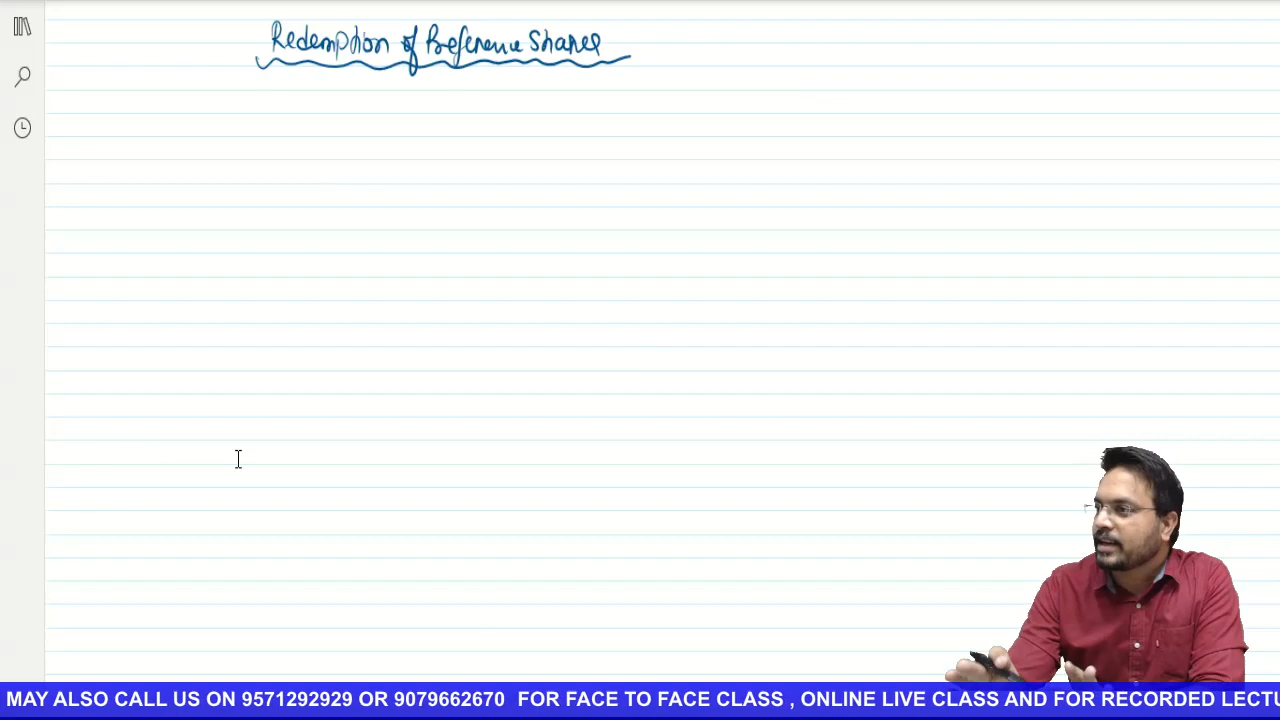 Redemption of Preference Shares
MAY ALSO CALL US ON 9571292929 OR 9079662670 FOR FACE TO FACE CLASS , ONLINE LIVE CLASS AND FOR RECORDED LECTU